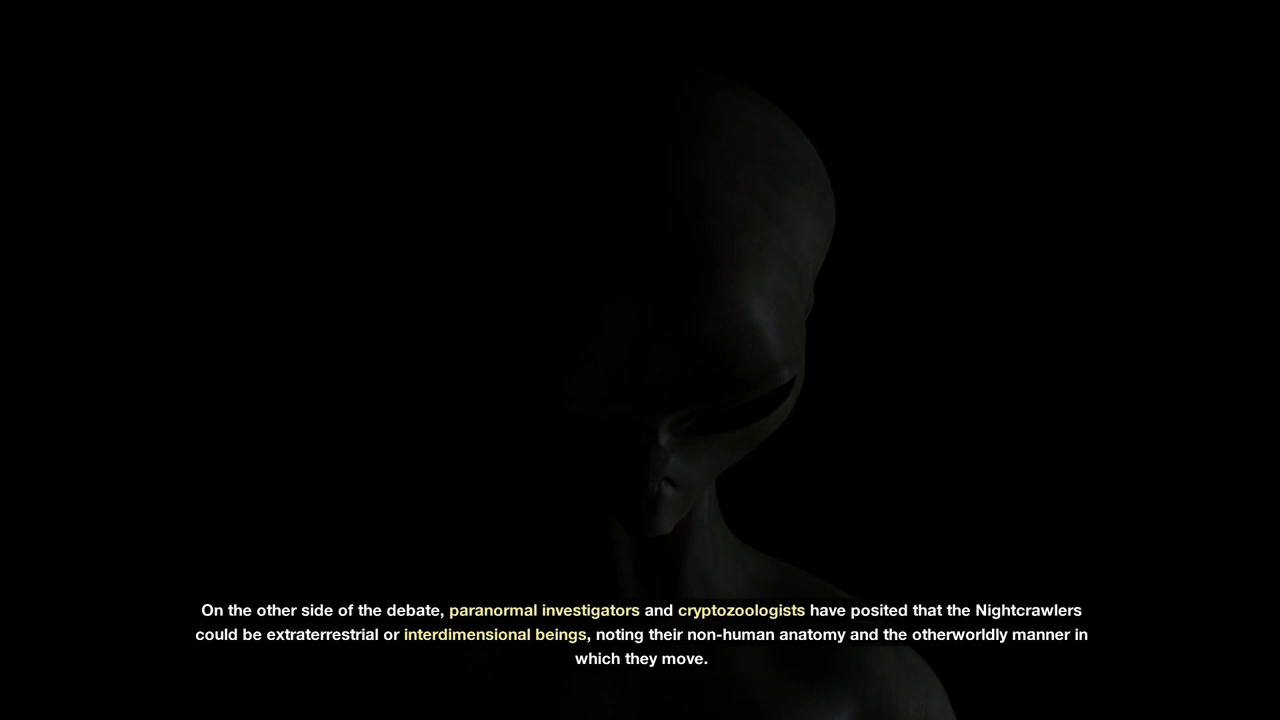 On the other side of the debate, paranormal investigators and cryptozoologists have posited that the Nightcrawlers
could be extraterrestrial or interdimensional beings, noting their non-human anatomy and the otherworldly manner in
which they move.